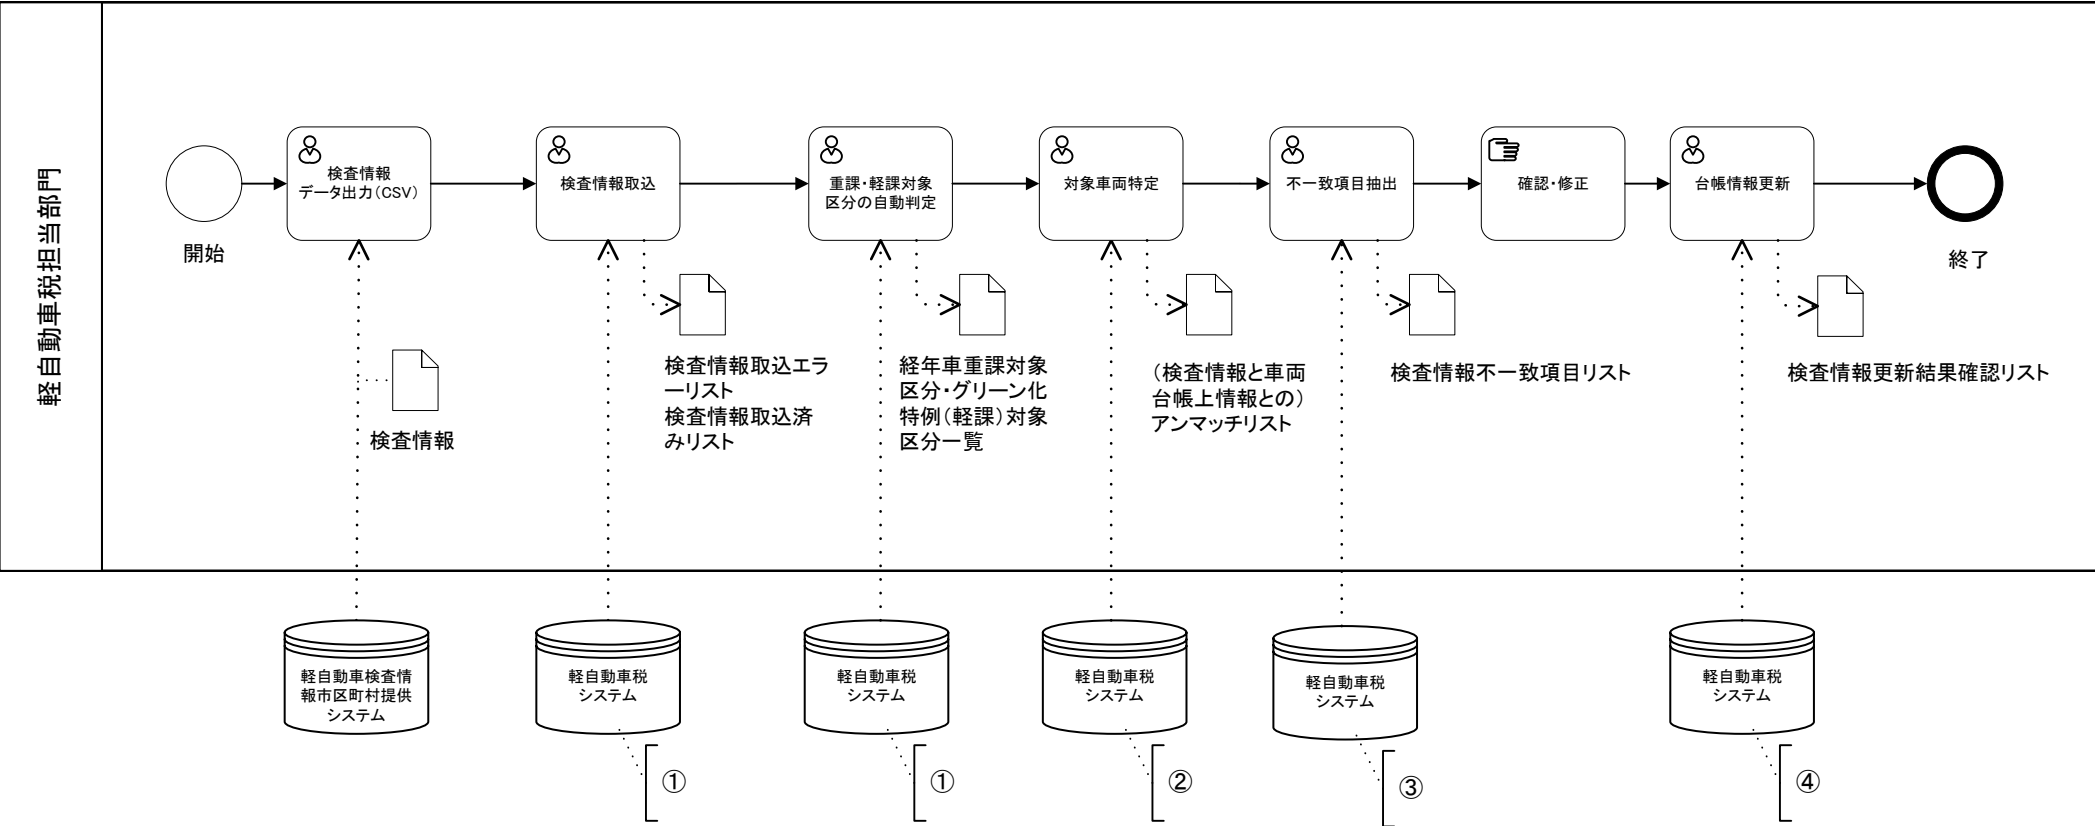 軽自動車税担当部門
開始
検査情報
データ出力（CSV）
検査情報取込
重課・軽課対象
区分の自動判定
対象車両特定
不一致項目抽出
確認・修正
台帳情報更新
終了
検査情報
検査情報取込エラ
ーリスト
検査情報取込済
みリスト
経年車重課対象
区分・グリーン化
特例（軽課）対象
区分一覧
（検査情報と車両
台帳上情報との）
アンマッチリスト
検査情報不一致項目リスト
検査情報更新結果確認リスト
軽自動車検査情
報市区町村提供
システム
軽自動車税
システム
軽自動車税
システム
軽自動車税
システム
軽自動車税
システム
軽自動車税
システム
①
①
②
③
④